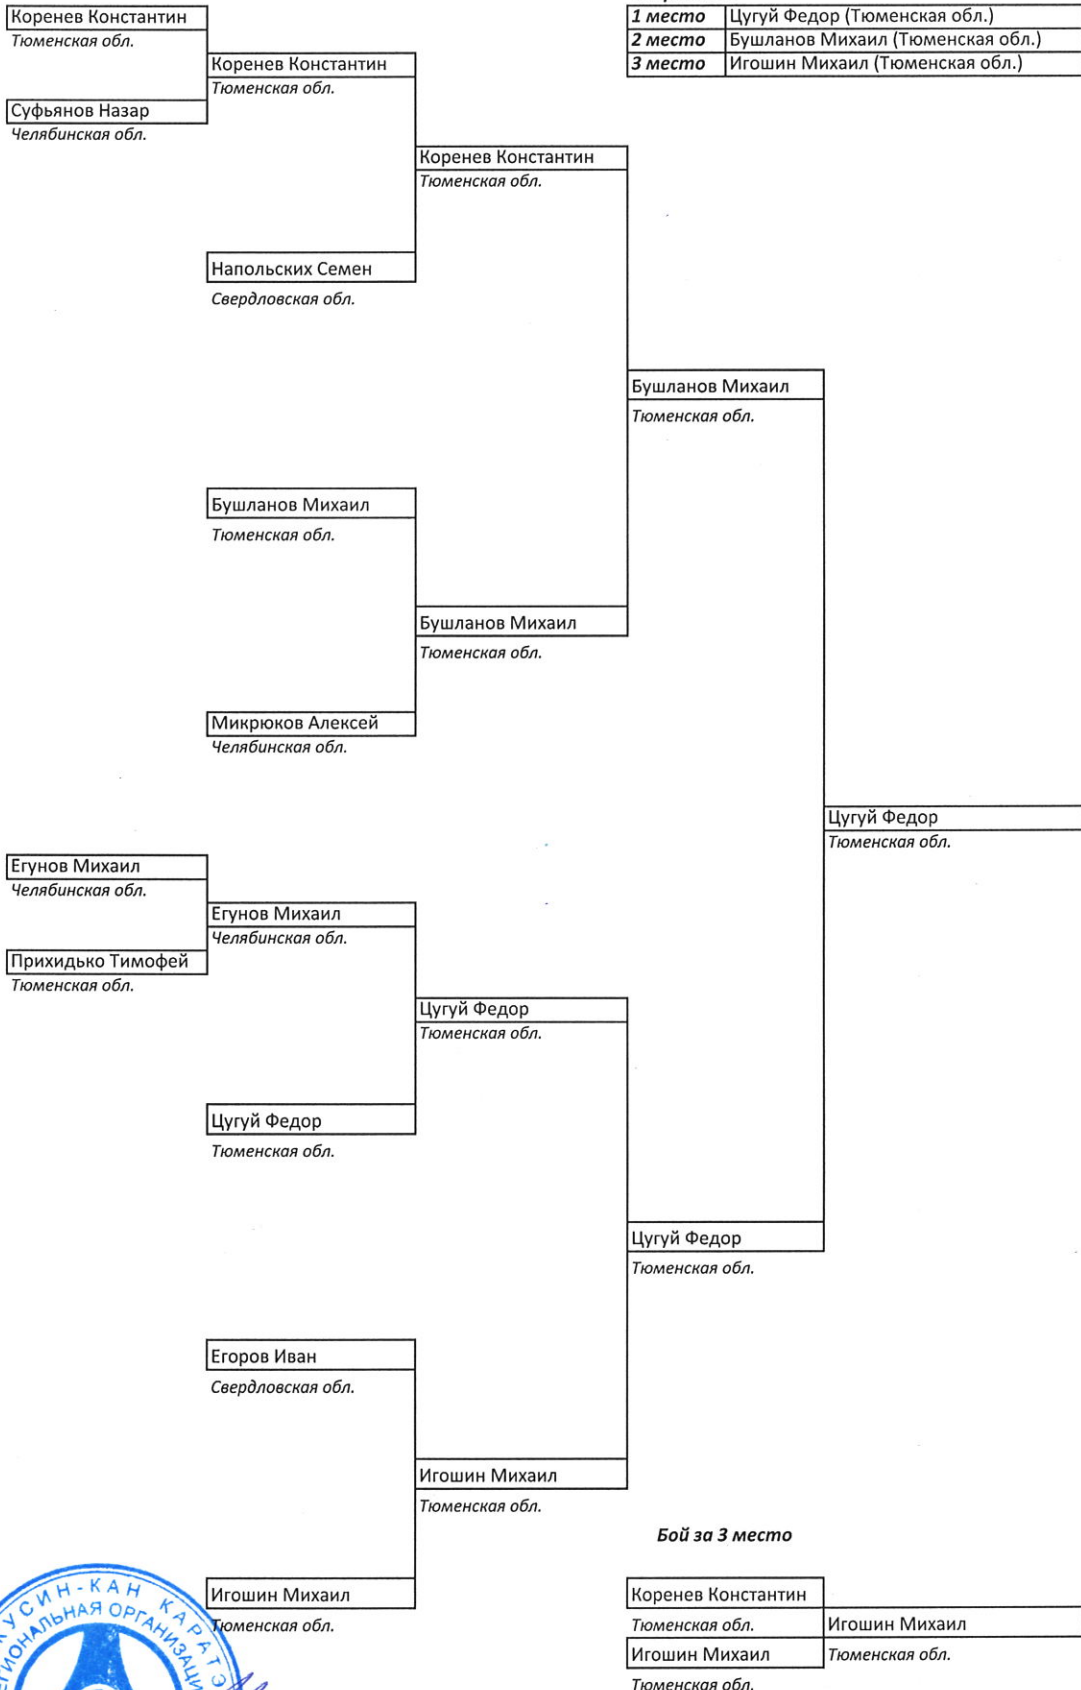 Коренев Константин
Тюменская обл.
1 место Цугуй Федор (Тюменская обл.)
2 место Бушланов Михаил (Тюменская обл.)
3 место Игошин Михаил (Тюменская обл.)
Коренев Константин
Тюменская обл.
Суфьянов Назар
Челябинская обл.
Коренев Константин
Тюменская обл.
Напольских Семен
Свердловская обл.
Бушланов Михаил
Тюменская обл.
Бушланов Михаил
Тюменская обл.
Бушланов Михаил
Тюменская обл.
Микрюков Алексей
Челябинская обл.
Цугуй Федор
Тюменская обл.
Егунов Михаил
Челябинская обл.
Егунов Михаил
Челябинская обл.
Прихидько Тимофей
Тюменская обл.
Цугуй Федор
Тюменская обл.
Цугуй Федор
Тюменская обл.
Цугуй Федор
Тюменская обл.
Егоров Иван
Свердловская обл.
Игошин Михаил
Тюменская обл.
Бой за 3 место
Игошин Михаил
Тюменская обл.
Коренев Константин
Тюменская обл.
Игошин Михаил
Игошин Михаил
Тюменская обл.
Тюменская обл.
КАН КАРАТЭ